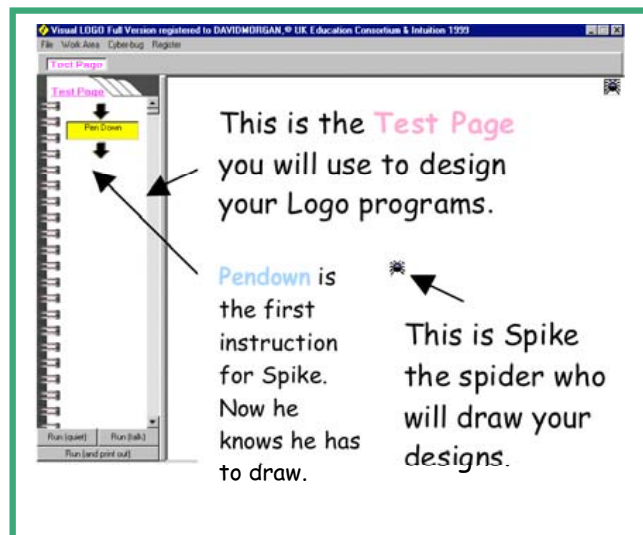 Visual LOGO Full Version registered to DAVIDMORGAN,© UK Education Consortium & Intuition 1999
File Work Area Cyber-bug Register
Test Page
Test Page
Pen Down
This is the Test Page
you will use to design
your Logo programs.
Pendown is
the first
instruction
for Spike.
Now he
knows he has
to draw.
This is Spike
the spider who
will draw your
designs.
Run (quiet) Run (talk)
Run (and print out)